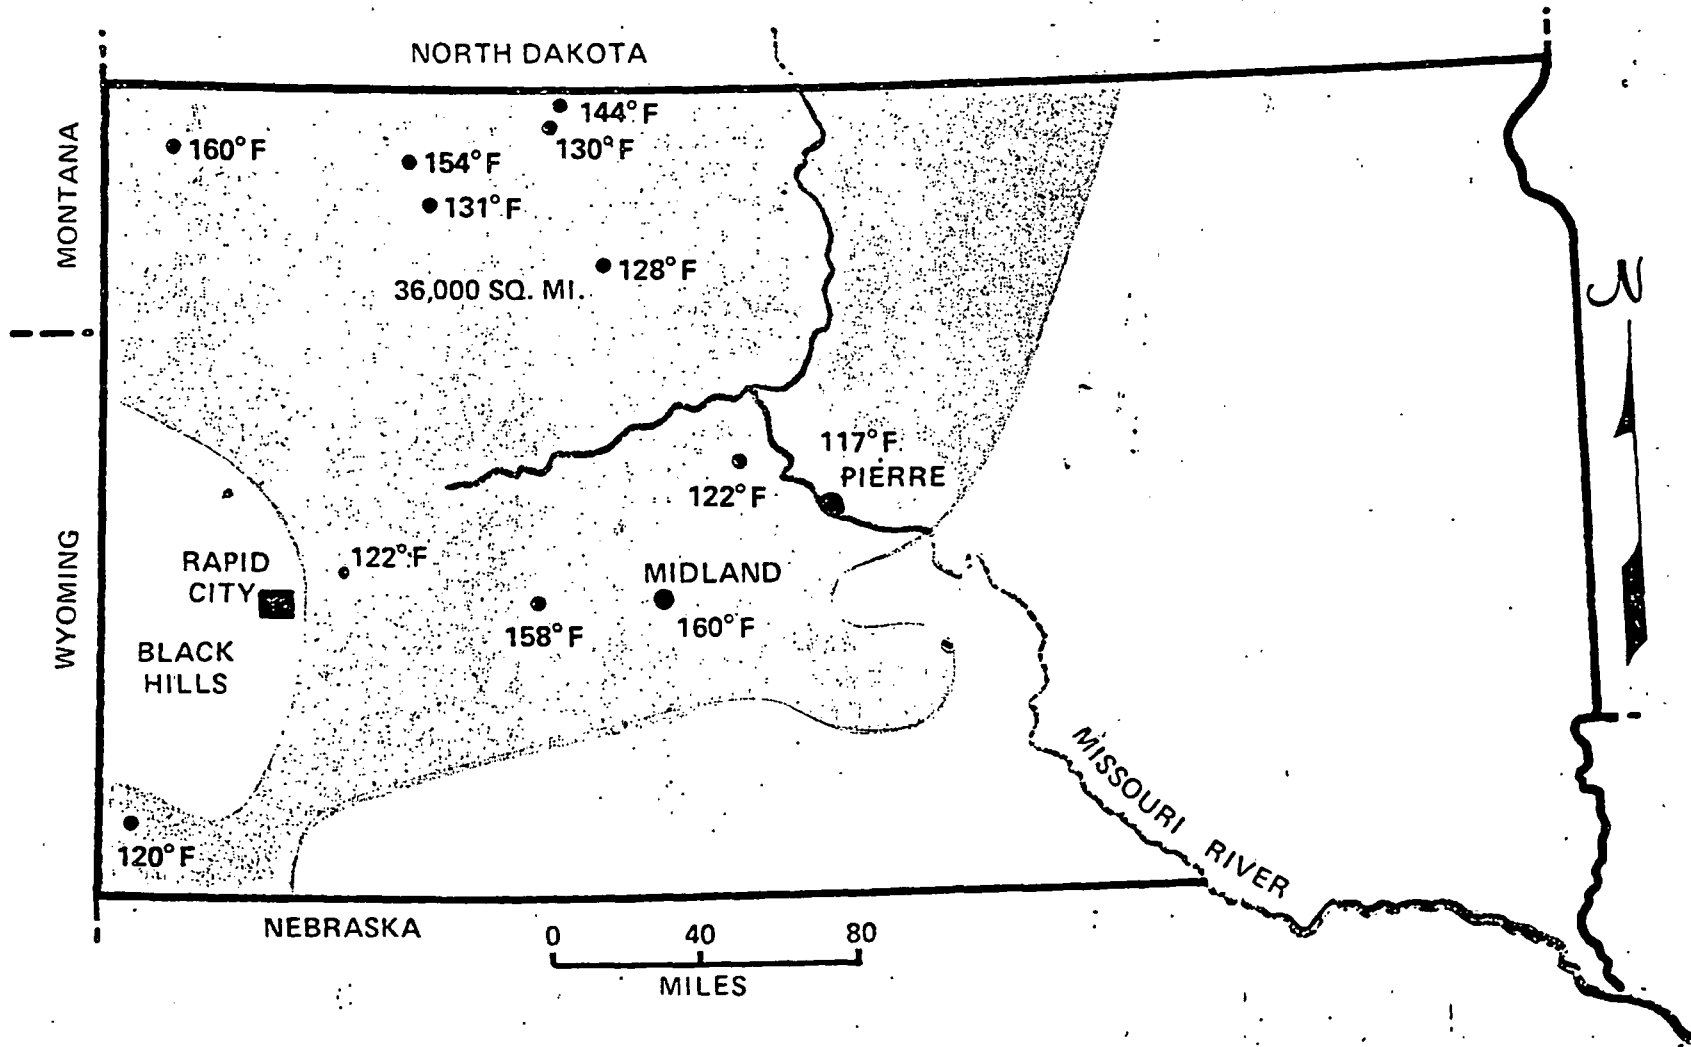 NORTH DAKOTA
MONTANA
144°F
130°F
160°F
154°F
131°F
128°F
36,000 SQ. MI.
N
117°F
PIERRE
122°F
WYOMING
RAPID
CITY
122°F
MIDLAND
158°F
160°F
BLACK
HILLS
MISSOURI RIVER
120°F
NEBRASKA
0 40 80
MILES